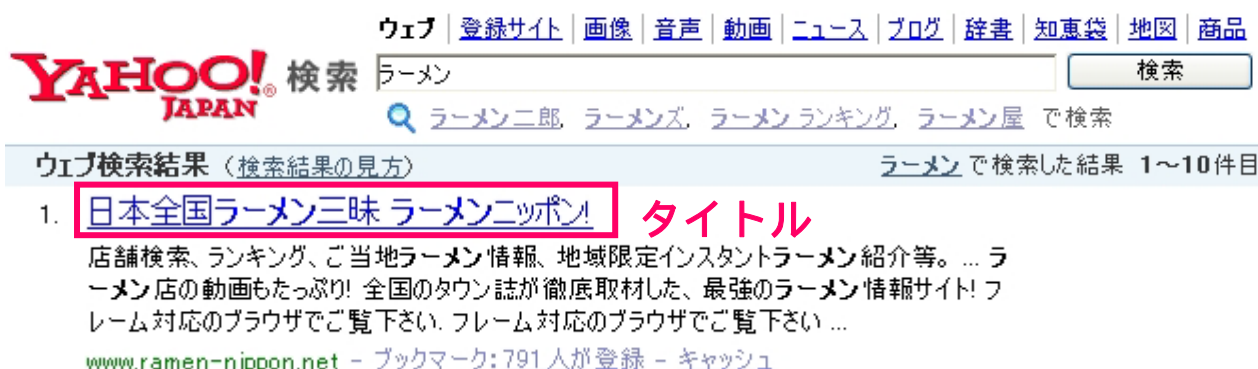 ウェブ | 登録サイト | 画像 | 音声 | 動画 | ニュース | ブログ | 辞書 | 知恵袋 | 地図 | 商品
YAHOO! JAPAN 検索 ラーメン 検索
ラーメン二郎, ラーメンズ, ラーメン ランキング, ラーメン屋 で検索
ウェブ検索結果 （検索結果の見方） ラーメン で検索した結果 1～10件目
1. 日本全国ラーメン三昧 ラーメンニッポン! タイトル
店舗検索、ランキング、ご当地ラーメン情報、地域限定インスタントラーメン紹介等。 ... ラ
ーメン店の動画もたっぷり! 全国のタウン誌が徹底取材した、最強のラーメン情報サイト! フ
レーム対応のブラウザでご覧下さい. フレーム対応のブラウザでご覧下さい ...
www.ramen-nippon.net - ブックマーク: 791人が登録 - キャッシュ